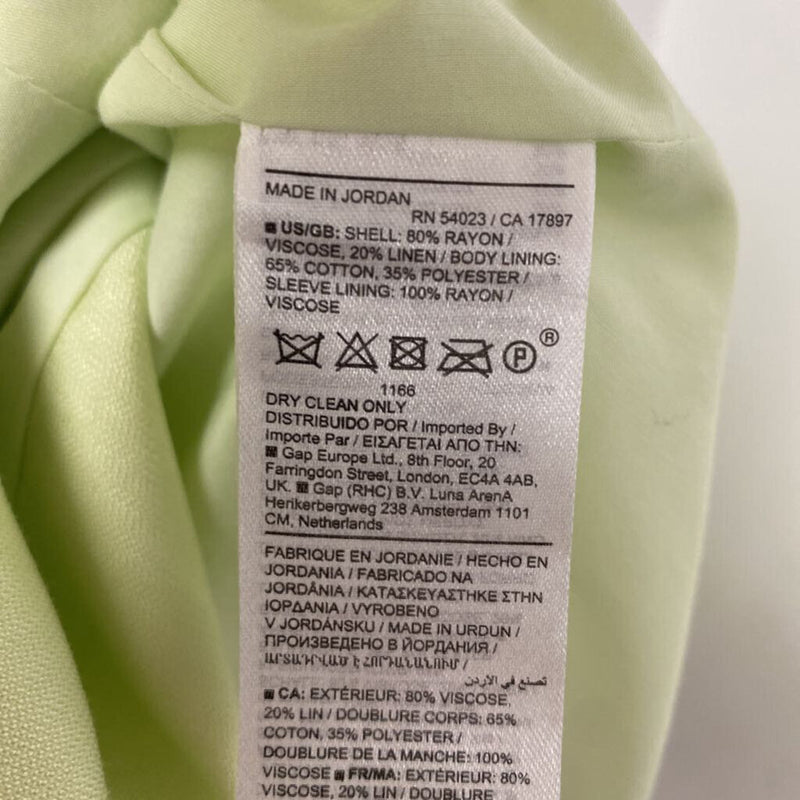 MADE IN JORDAN
RN 54023 / CA 17897
US/GB: SHELL: 80% RAYON /
VISCOSE, 20% LINEN / BODY LINING:
65% COTTON, 35% POLYESTER /
SLEEVE LINING: 100% RAYON /
VISCOSE
P ®
1166
DRY CLEAN ONLY
DISTRIBUIDO POR / Imported By /
Importe Par / ΕΙΣΑΓΕΤΑΙ ΑΠΟ ΤΗΝ:
Gap Europe Ltd., 8th Floor, 20
Farringdon Street, London, EC4A 4AB,
UK. Gap (RHC) B.V. Luna ArenA
Herikerbergweg 238 Amsterdam 1101
CM, Netherlands
FABRIQUE EN JORDANIE / HECHO EN
JORDANIA / FABRICADO NA
JORDÂNIA / ΚΑΤΑΣΚΕΥΑΣΤΗΚΕ ΣΤΗΝ
ΙΟΡΔΑΝΙΑ / VYROBENO
V JORDÁNSKU / MADE IN URDUN /
ПРОИЗВЕДЕНО В ЙОРДАНИИ /
ԱՐՏԱԴՐՎԱԾ Է ՀՈՐԴԱՆԱՆՈՒՄ /
تصنع في الاردن
CA: EXTÉRIEUR: 80% VISCOSE,
20% LIN / DOUBLURE CORPS: 65%
COTON, 35% POLYESTER /
DOUBLURE DE LA MANCHE: 100%
VISCOSE FR/MA: EXTÉRIEUR: 80%
VISCOSE, 20% LIN / DOUBLURE